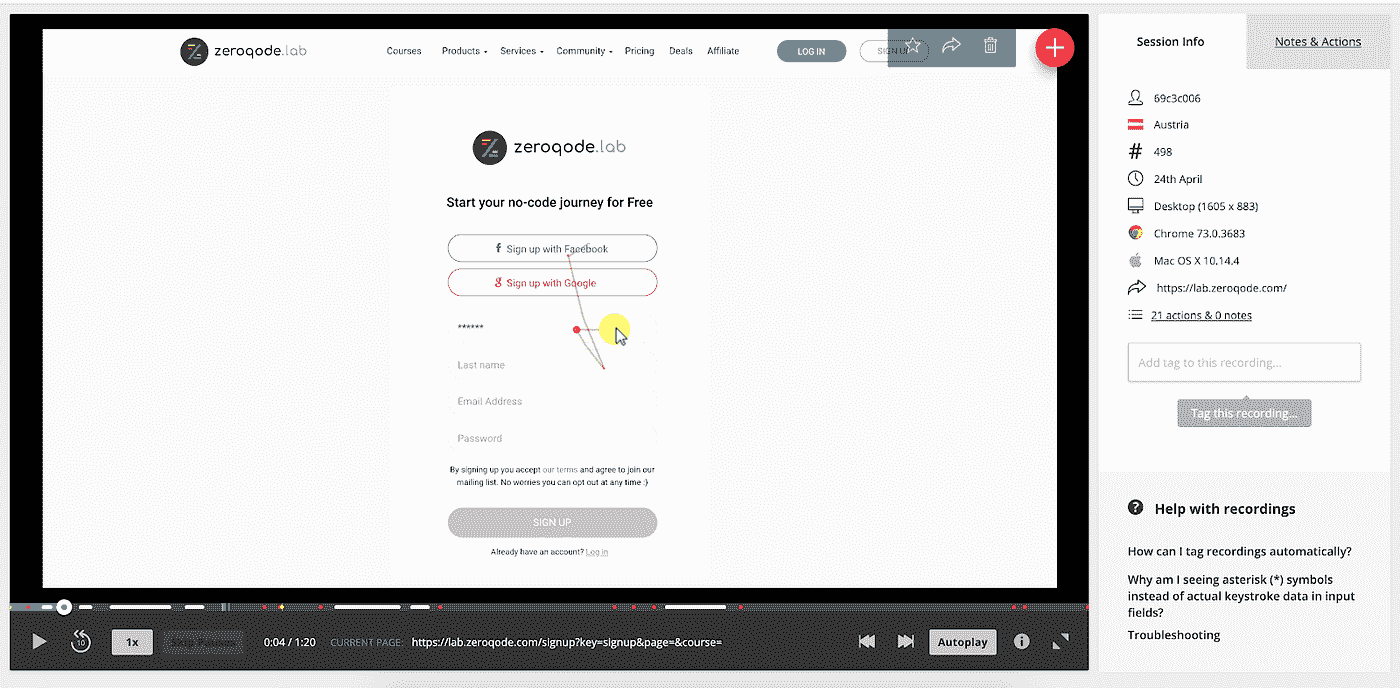 zeroqode.lab
Courses
Products
Services
Community
Pricing
Deals
Affiliate
LOG IN
SIGN UP
zeroqode.lab
Start your no-code journey for Free
f Sign up with Facebook
g Sign up with Google
******
Last name
Email Address
Password
By signing up you accept our terms and agree to join our
mailing list. No worries you can opt out at any time :)
SIGN UP
Already have an account? Log in
10
1x
0:04 / 1:20
CURRENT PAGE:
https://lab.zeroqode.com/signup?key=signup&page=&course=
Autoplay
Session Info
Notes & Actions
69c3c006
Austria
# 498
24th April
Desktop (1605 x 883)
Chrome 73.0.3683
Mac OS X 10.14.4
https://lab.zeroqode.com/
21 actions & 0 notes
Add tag to this recording...
Tag this recording...
Help with recordings
How can I tag recordings automatically?
Why am I seeing asterisk (*) symbols
instead of actual keystroke data in input
fields?
Troubleshooting